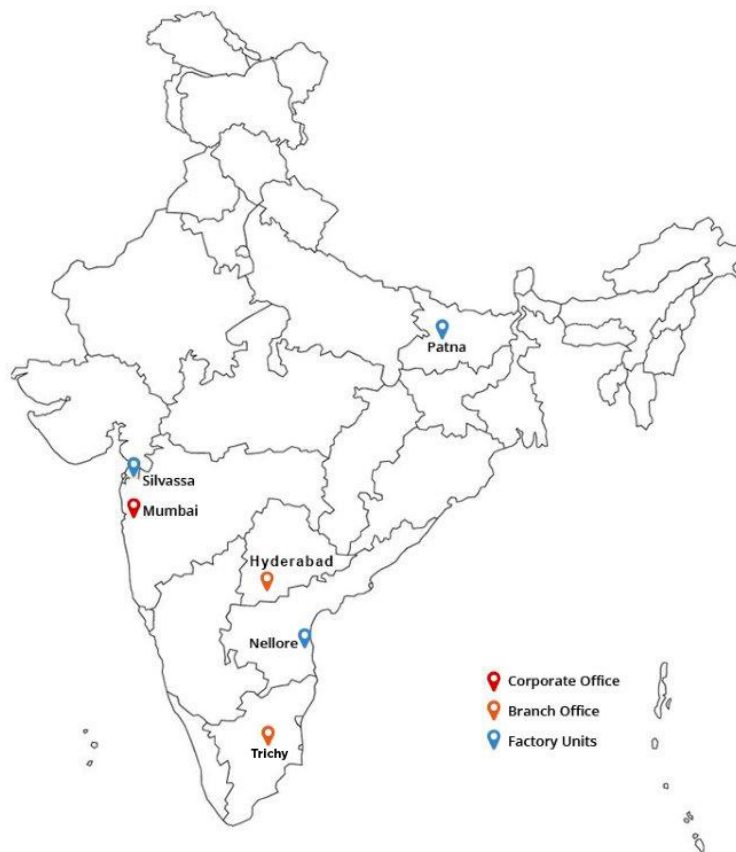 Patna
Silvassa
Mumbai
Hyderabad
Nellore
Trichy
Corporate Office
Branch Office
Factory Units